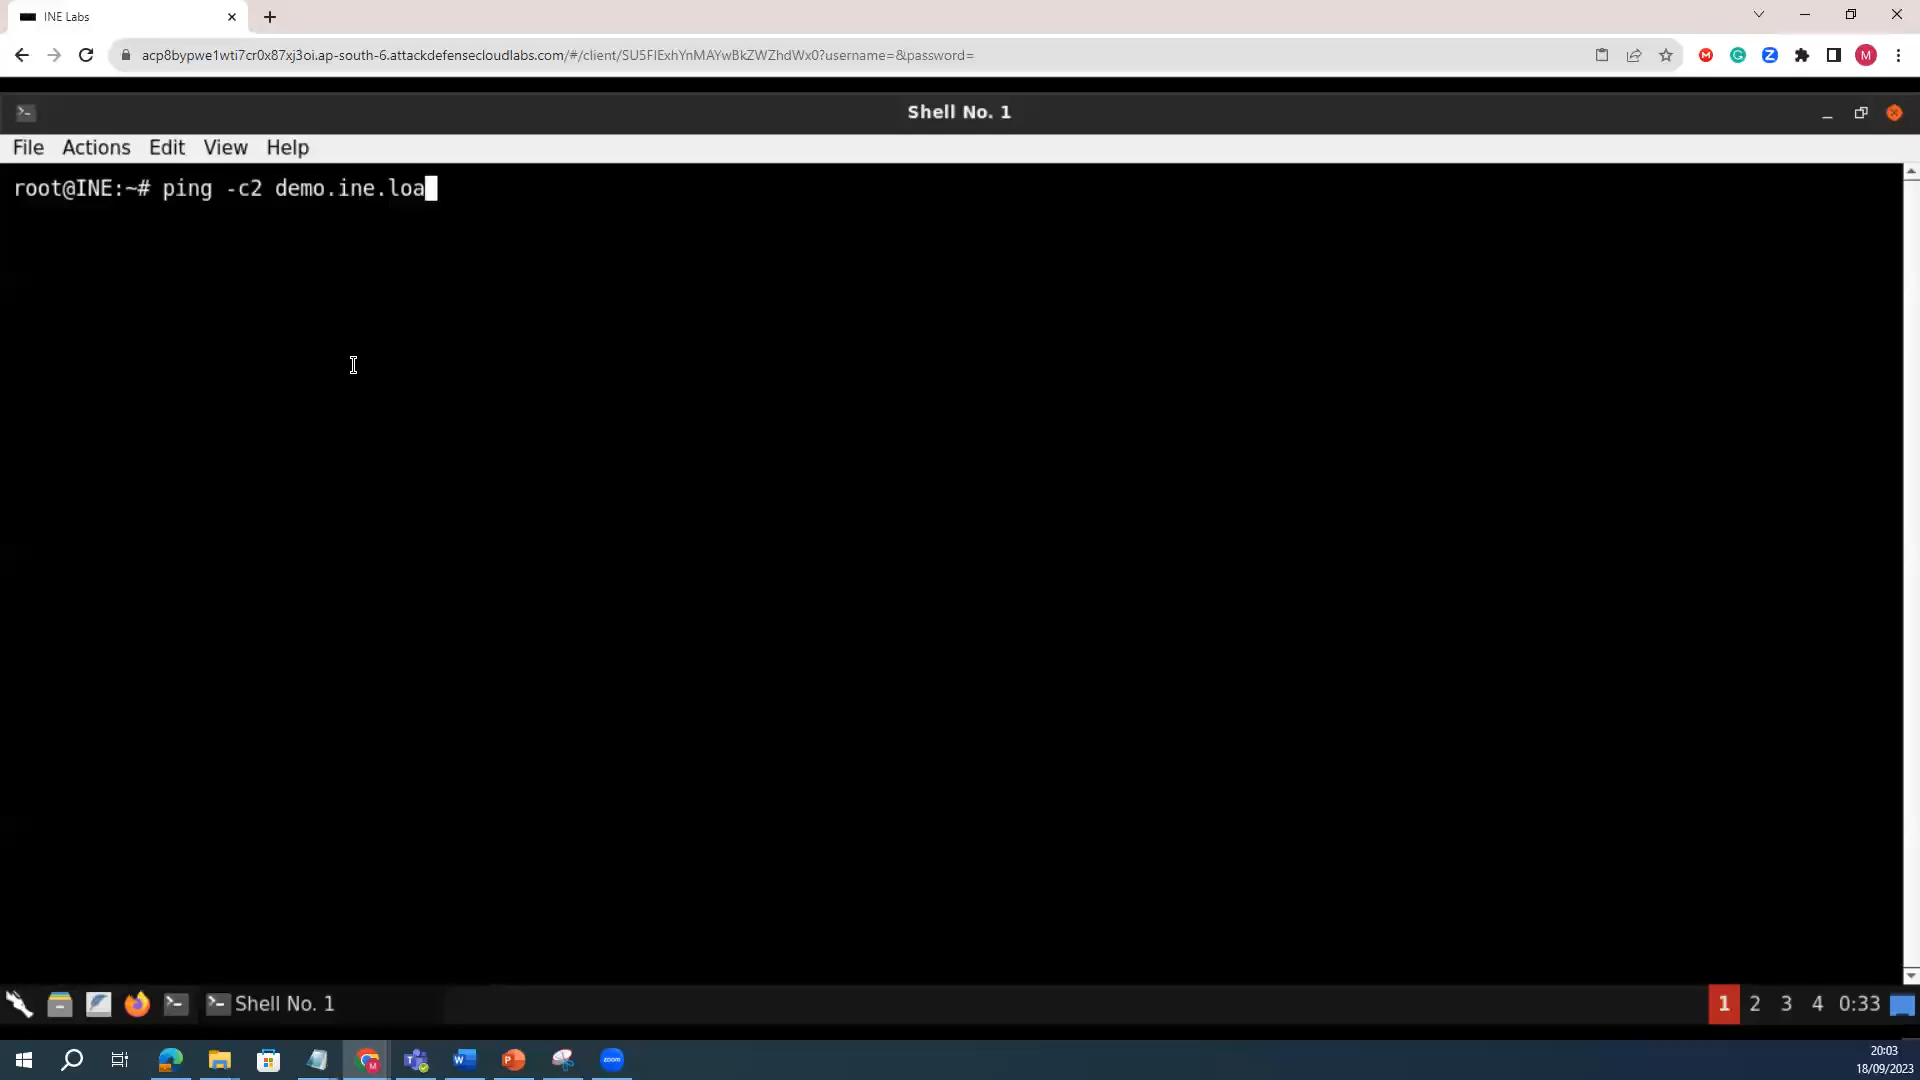 INE Labs
acp8bypwe1wti7cr0x87xj3oi.ap-south-6.attackdefensecloudlabs.com/#/client/SU5FIExhYnMAYwBkZWZhdWx0?username=&password=
M
G
Z
M
Shell No. 1
File Actions Edit View Help
root@INE:~# ping -c2 demo.ine.loa
Shell No. 1
1 2 3 4 0:33
M
T
W
P
zoom
20:03
18/09/2023